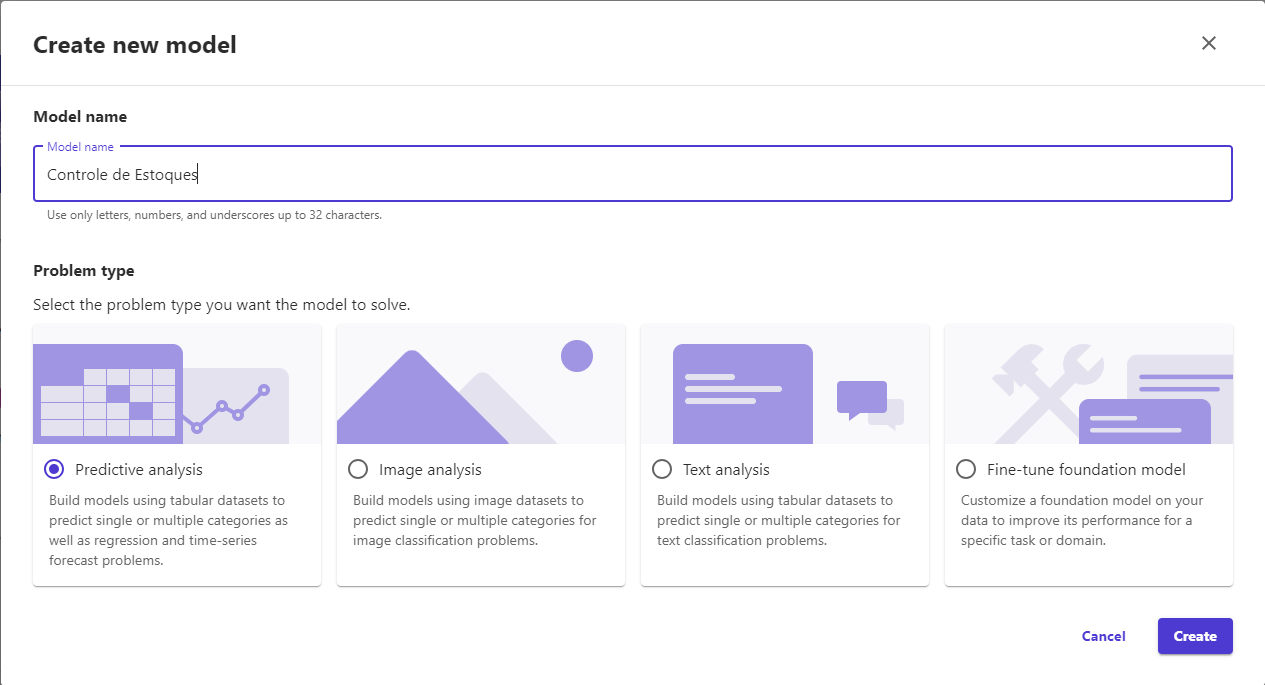 Create new model
Model name
Model name
Controle de Estoques
Use only letters, numbers, and underscores up to 32 characters.
Problem type
Select the problem type you want the model to solve.
Predictive analysis
Build models using tabular datasets to
predict single or multiple categories as
well as regression and time-series
forecast problems.
Image analysis
Build models using image datasets to
predict single or multiple categories for
image classification problems.
Text analysis
Build models using tabular datasets to
predict single or multiple categories for
text classification problems.
Fine-tune foundation model
Customize a foundation model on your
data to improve its performance for a
specific task or domain.
Cancel
Create